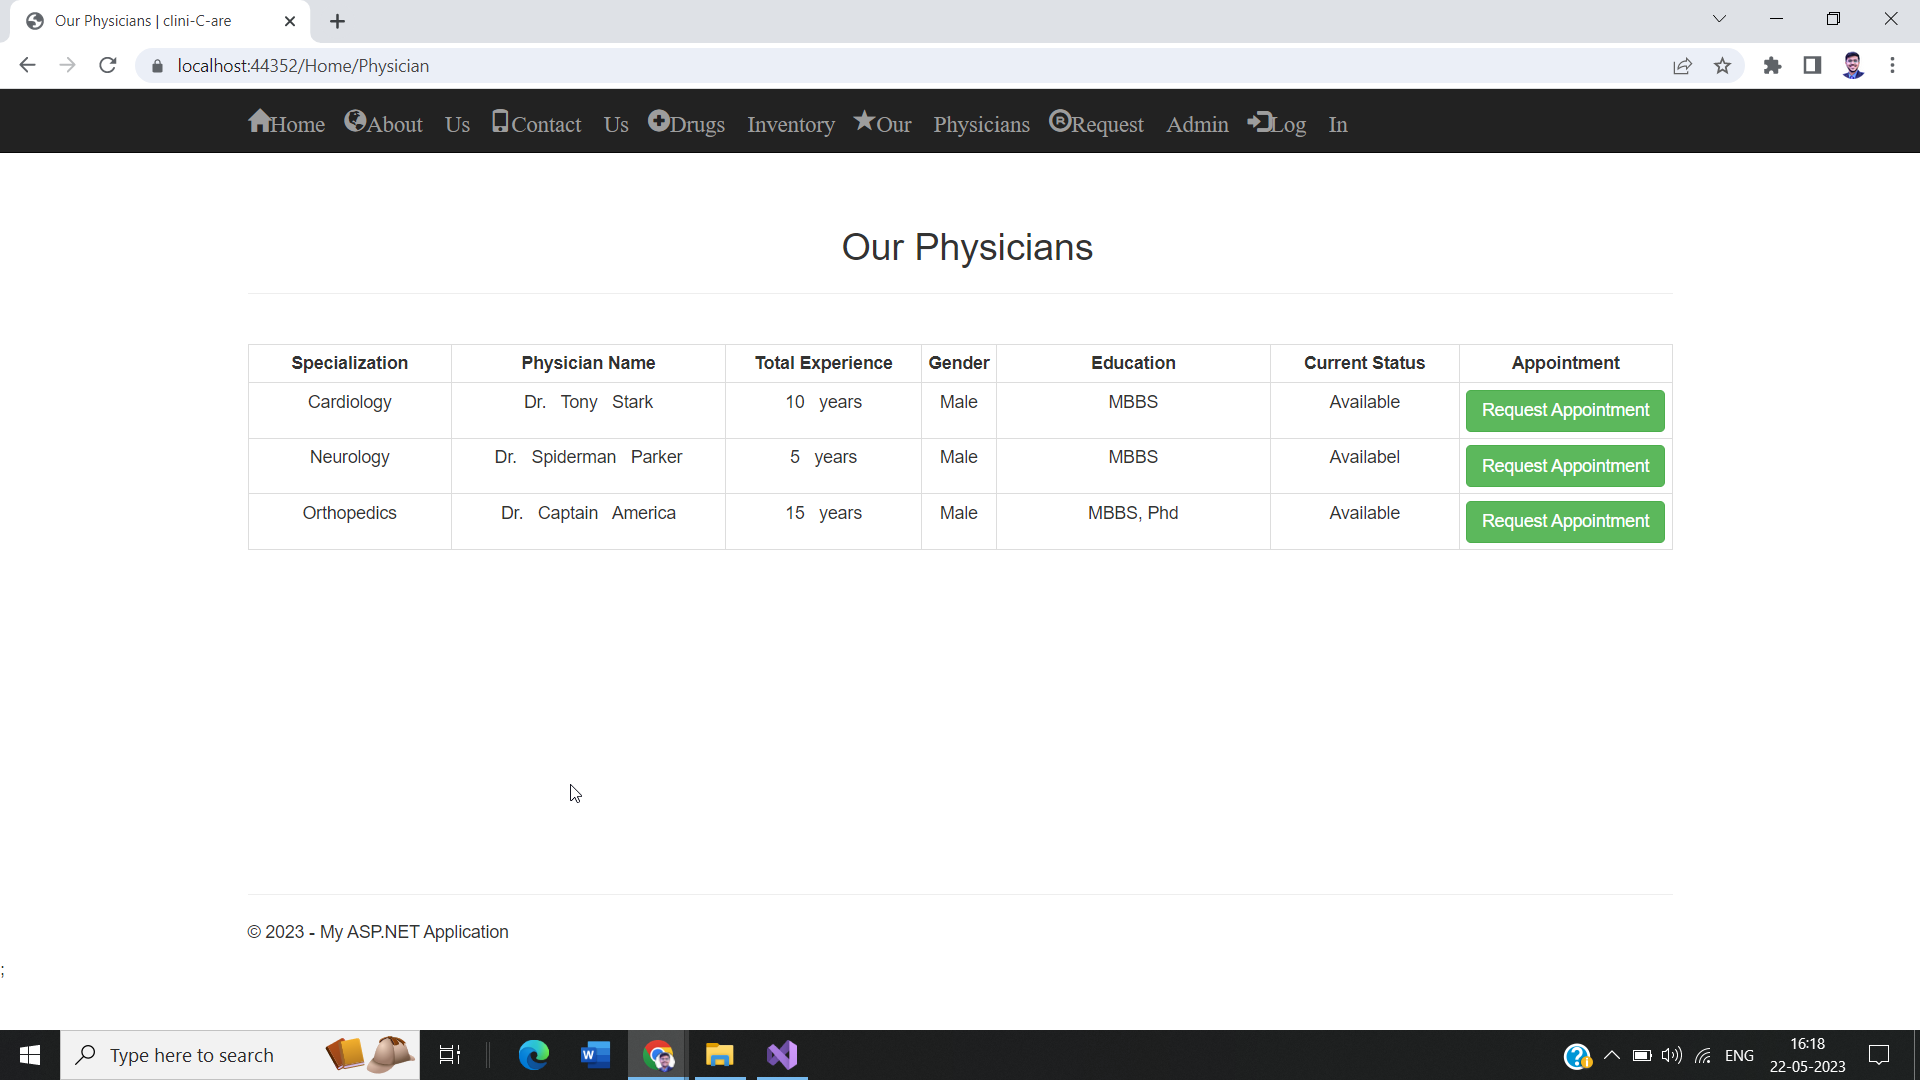 Our Physicians | clini-C-are
localhost:44352/Home/Physician
Home About Us Contact Us Drugs Inventory Our Physicians Request Admin Log In
Our Physicians
Specialization Physician Name Total Experience Gender Education Current Status Appointment
Cardiology Dr. Tony Stark 10 years Male MBBS Available Request Appointment
Neurology Dr. Spiderman Parker 5 years Male MBBS Availabel Request Appointment
Orthopedics Dr. Captain America 15 years Male MBBS, Phd Available Request Appointment
© 2023 - My ASP.NET Application
;
Type here to search
ENG
16:18
22-05-2023